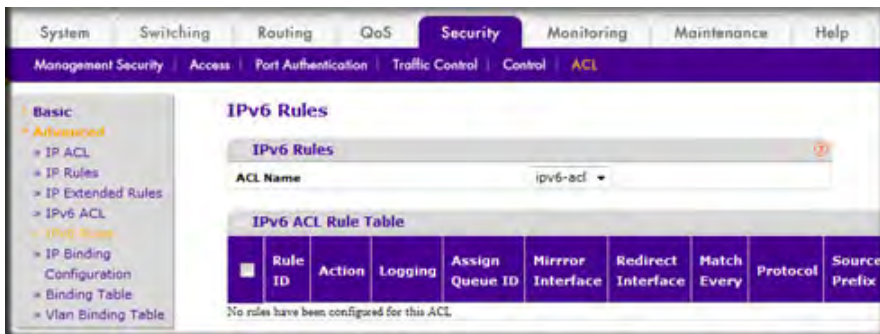 System Switching Routing QoS Security Monitoring Maintenance Help
Management Security Access Port Authentication Traffic Control Control ACL
Basic
Advanced
» IP ACL
» IP Rules
» IP Extended Rules
» IPv6 ACL
» IPv6 Rules
» IP Binding
Configuration
» Binding Table
» Vlan Binding Table
IPv6 Rules
IPv6 Rules
ACL Name ipv6-acl
IPv6 ACL Rule Table
Rule ID Action Logging Assign Queue ID Mirrror Interface Redirect Interface Match Every Protocol Source Prefix
No rules have been configured for this ACL